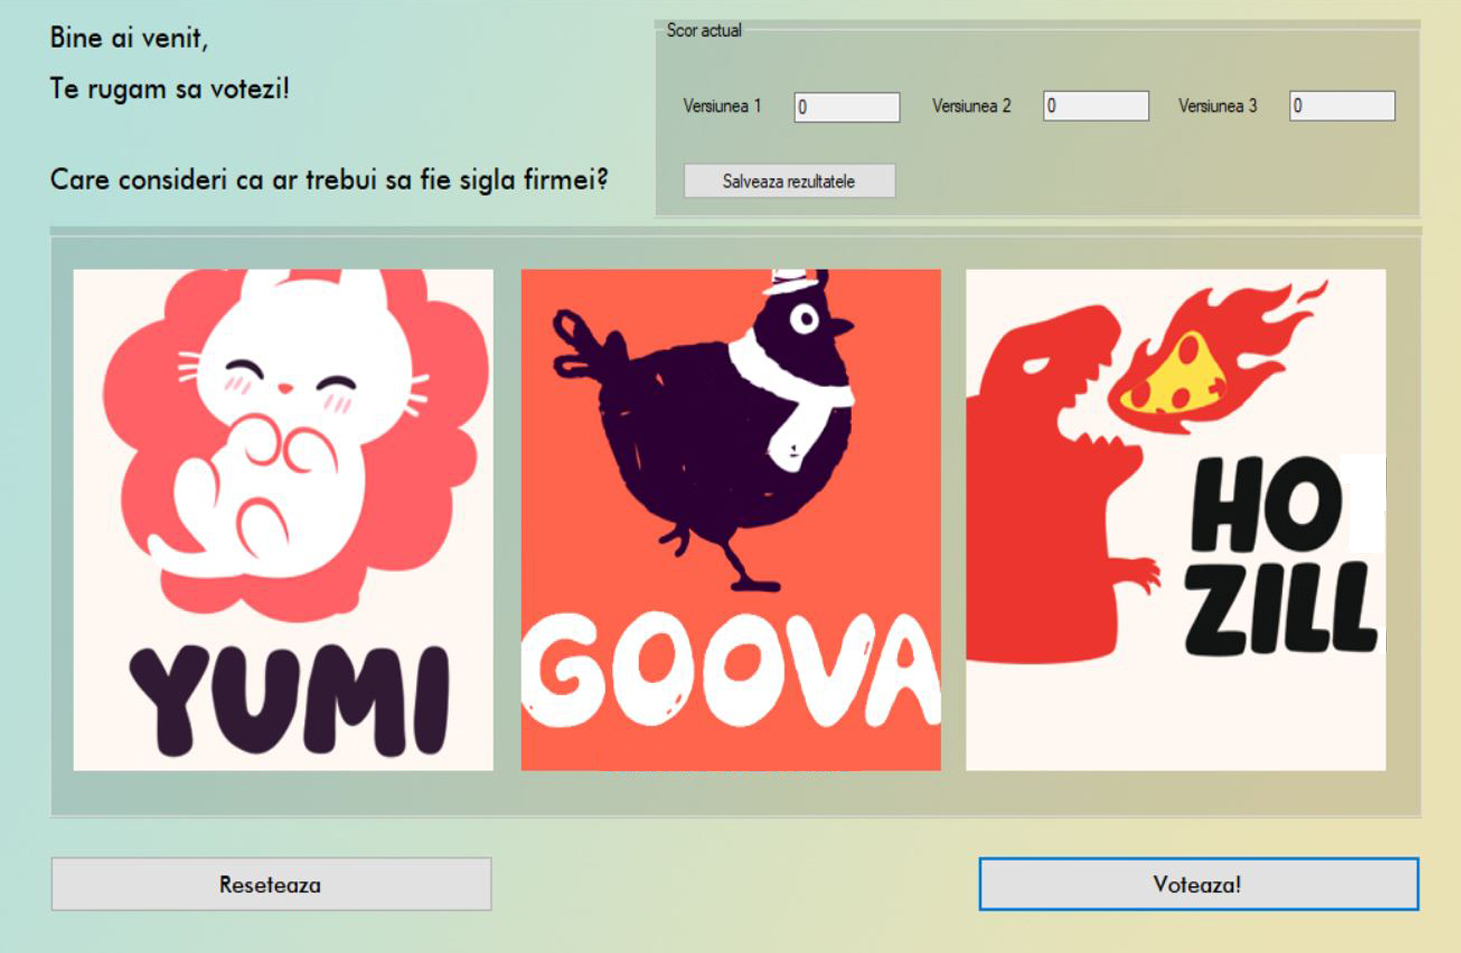 Bine ai venit,
Te rugam sa votezi!
Care consideri ca ar trebui sa fie sigla firmei?
Scor actual
Versiunea 1
0
Versiunea 2
0
Versiunea 3
0
Salveaza rezultatele
YUMI
GOOVA
HO
ZILL
Reseteaza
Voteaza!